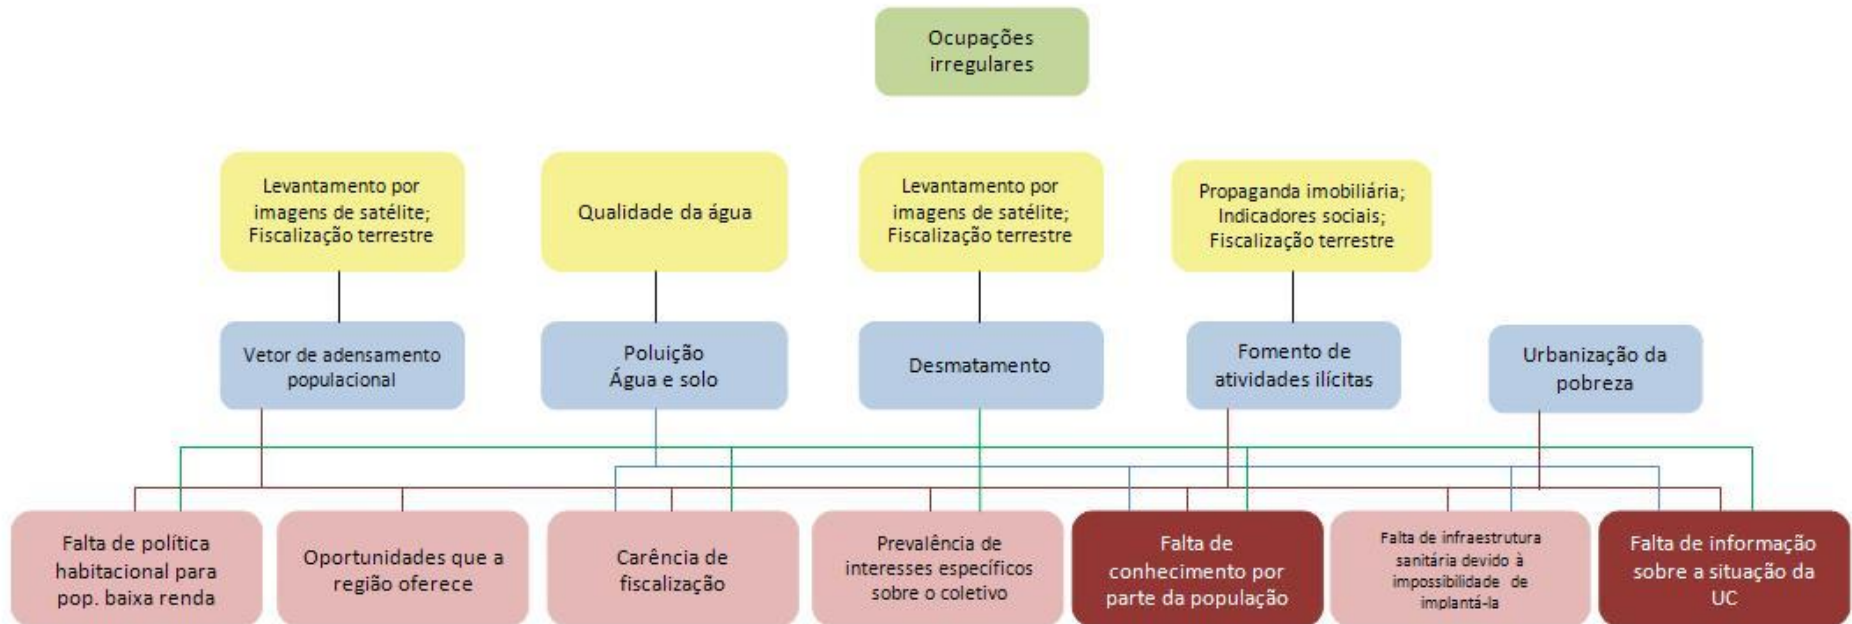 Ocupações
irregulares
Levantamento por
imagens de satélite;
Fiscalização terrestre
Qualidade da água
Levantamento por
imagens de satélite;
Fiscalização terrestre
Propaganda imobiliária;
Indicadores sociais;
Fiscalização terrestre
Vetor de adensamento
populacional
Poluição
Água e solo
Desmatamento
Fomento de
atividades ilícitas
Urbanização da
pobreza
Falta de política
habitacional para
pop. baixa renda
Oportunidades que a
região oferece
Carência de
fiscalização
Prevalência de
interesses específicos
sobre o coletivo
Falta de
conhecimento por
parte da população
Falta de infraestrutura
sanitária devido à
impossibilidade de
implantá-la
Falta de informação
sobre a situação da
UC